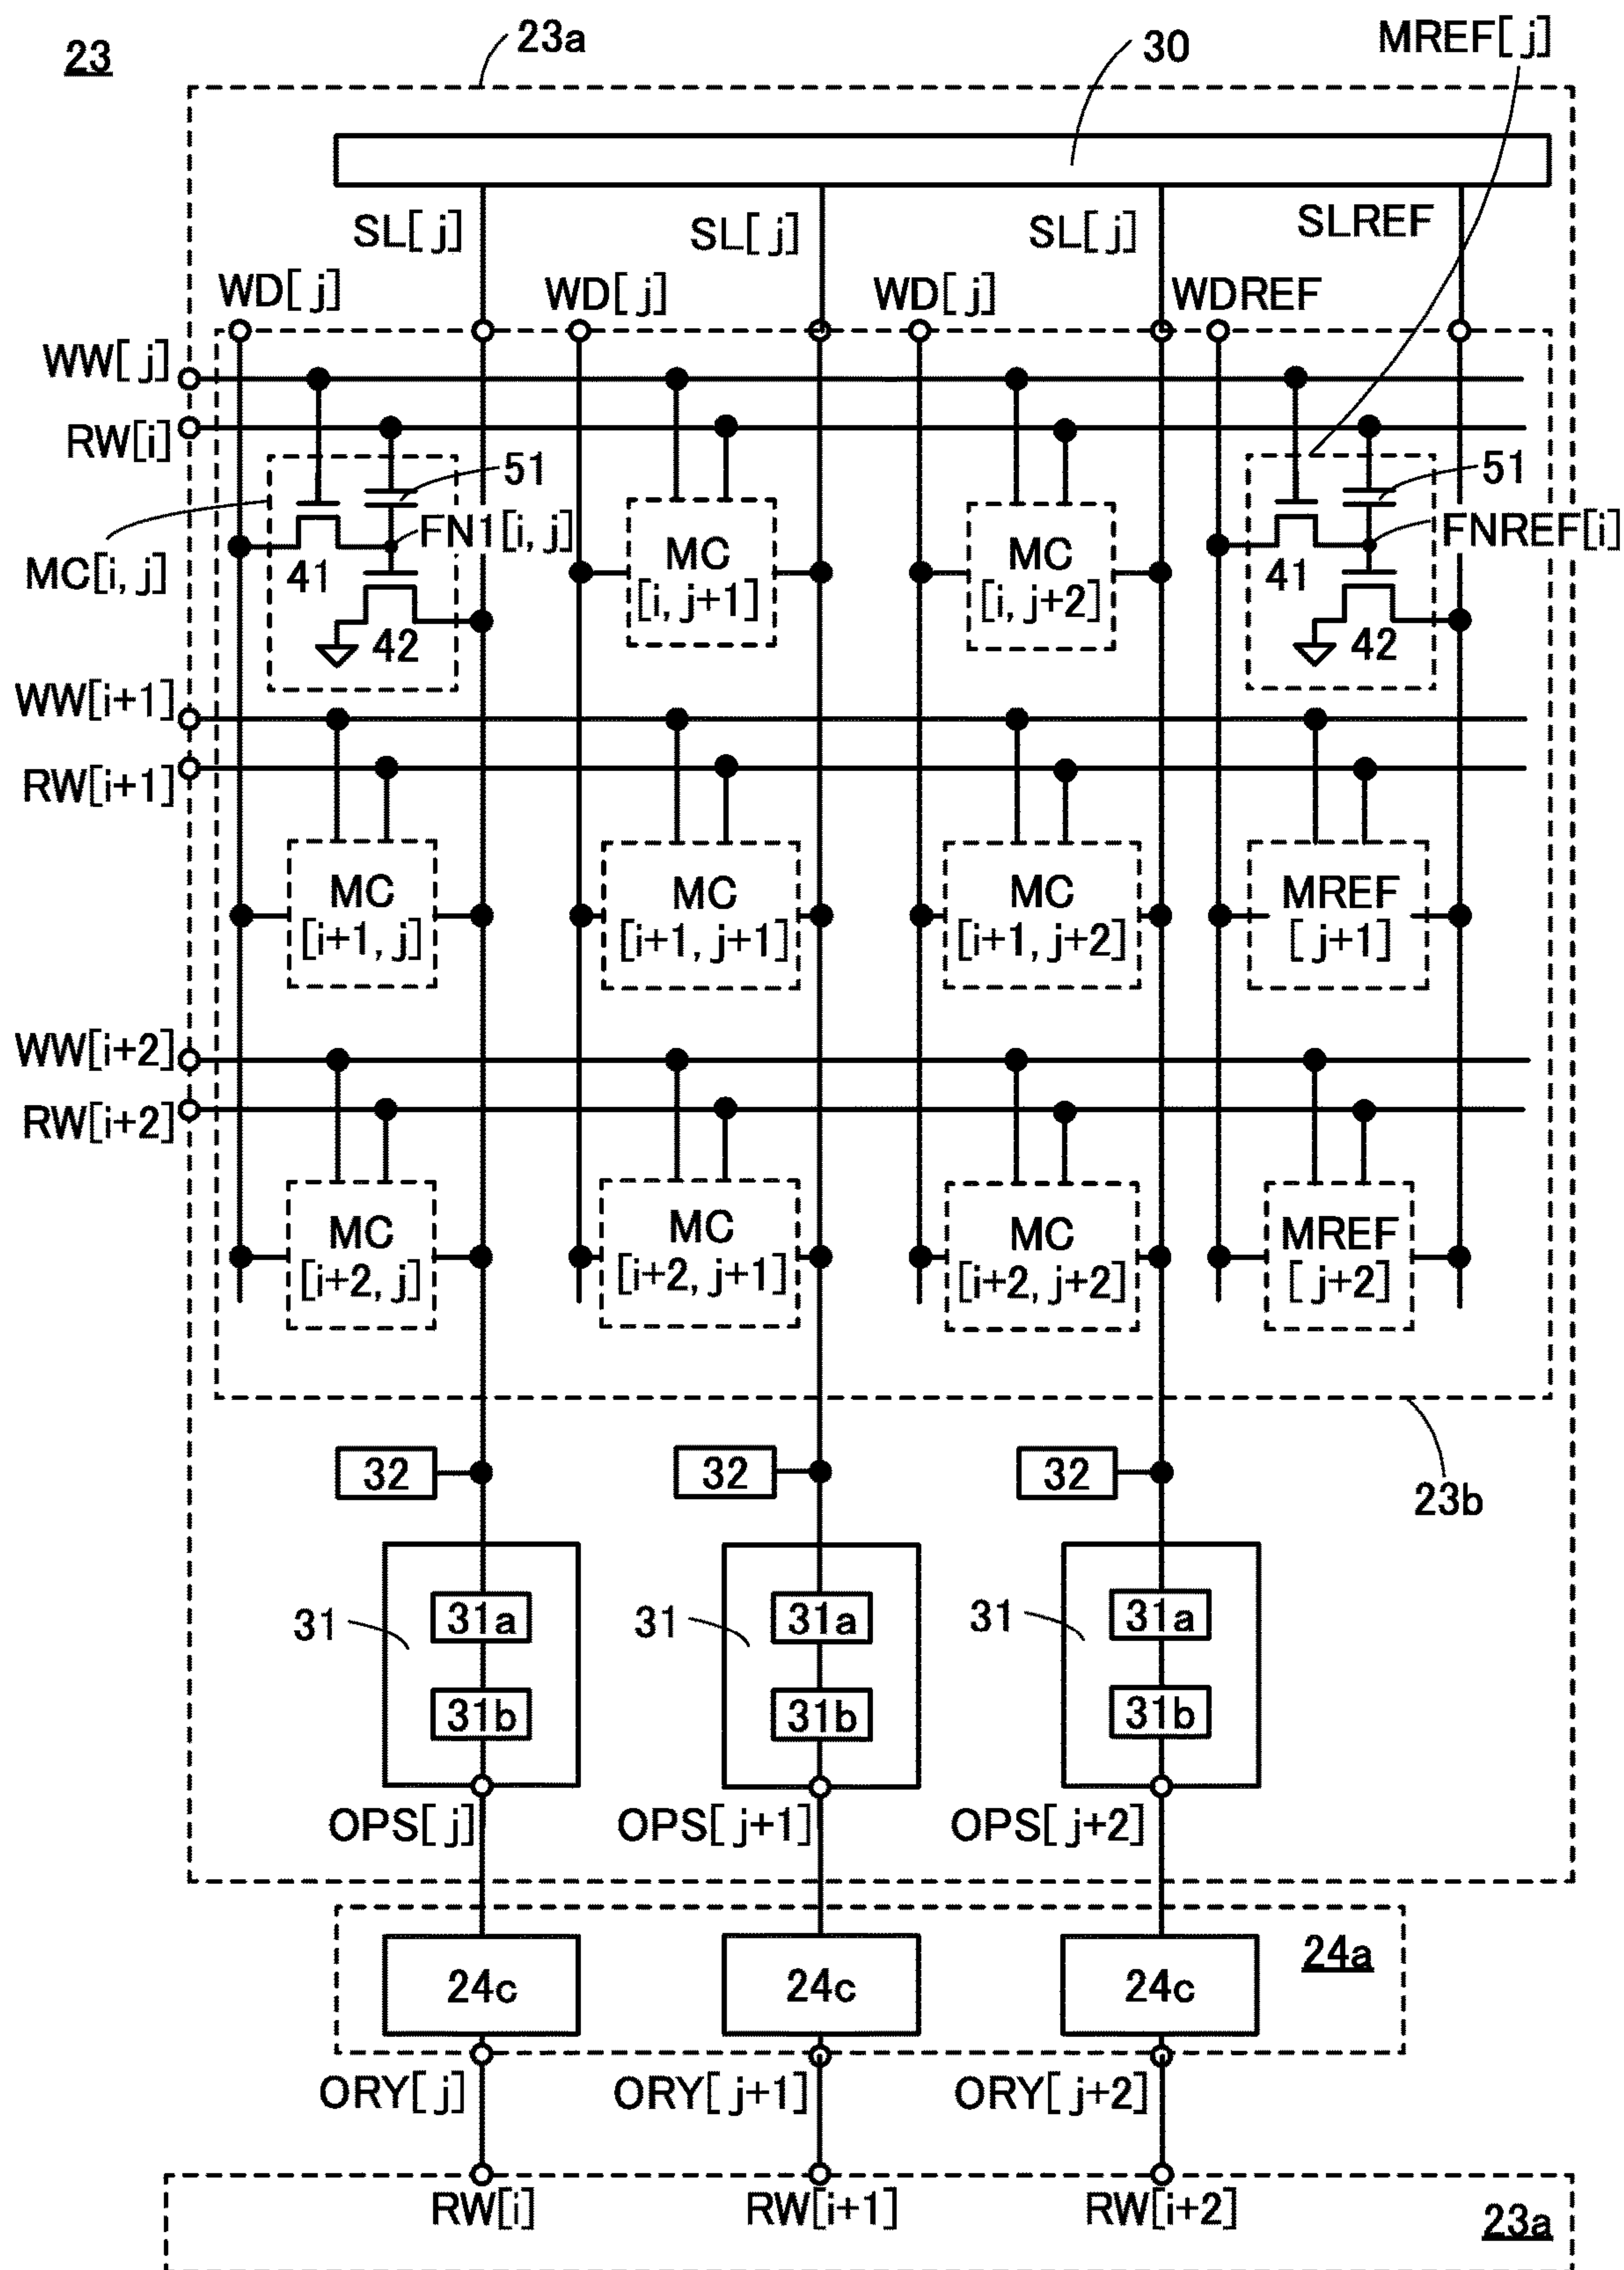 23
23a
30
MREF[j]
SL[j]
SL[j]
SL[j]
SLREF
WD[j]
WD[j]
WD[j]
WDREF
WW[j]
RW[i]
51
FN1[i, j]
MC[i, j]
41
42
MC
[i, j+1]
MC
[i, j+2]
51
FNREF[i]
41
42
WW[i+1]
RW[i+1]
MC
[i+1, j]
MC
[i+1, j+1]
MC
[i+1, j+2]
MREF
[j+1]
WW[i+2]
RW[i+2]
MC
[i+2, j]
MC
[i+2, j+1]
MC
[i+2, j+2]
MREF
[j+2]
32
32
32
23b
31
31a
31b
31
31a
31b
31
31a
31b
OPS[j]
OPS[j+1]
OPS[j+2]
24c
24c
24c
24a
ORY[j]
ORY[j+1]
ORY[j+2]
RW[i]
RW[i+1]
RW[i+2]
23a